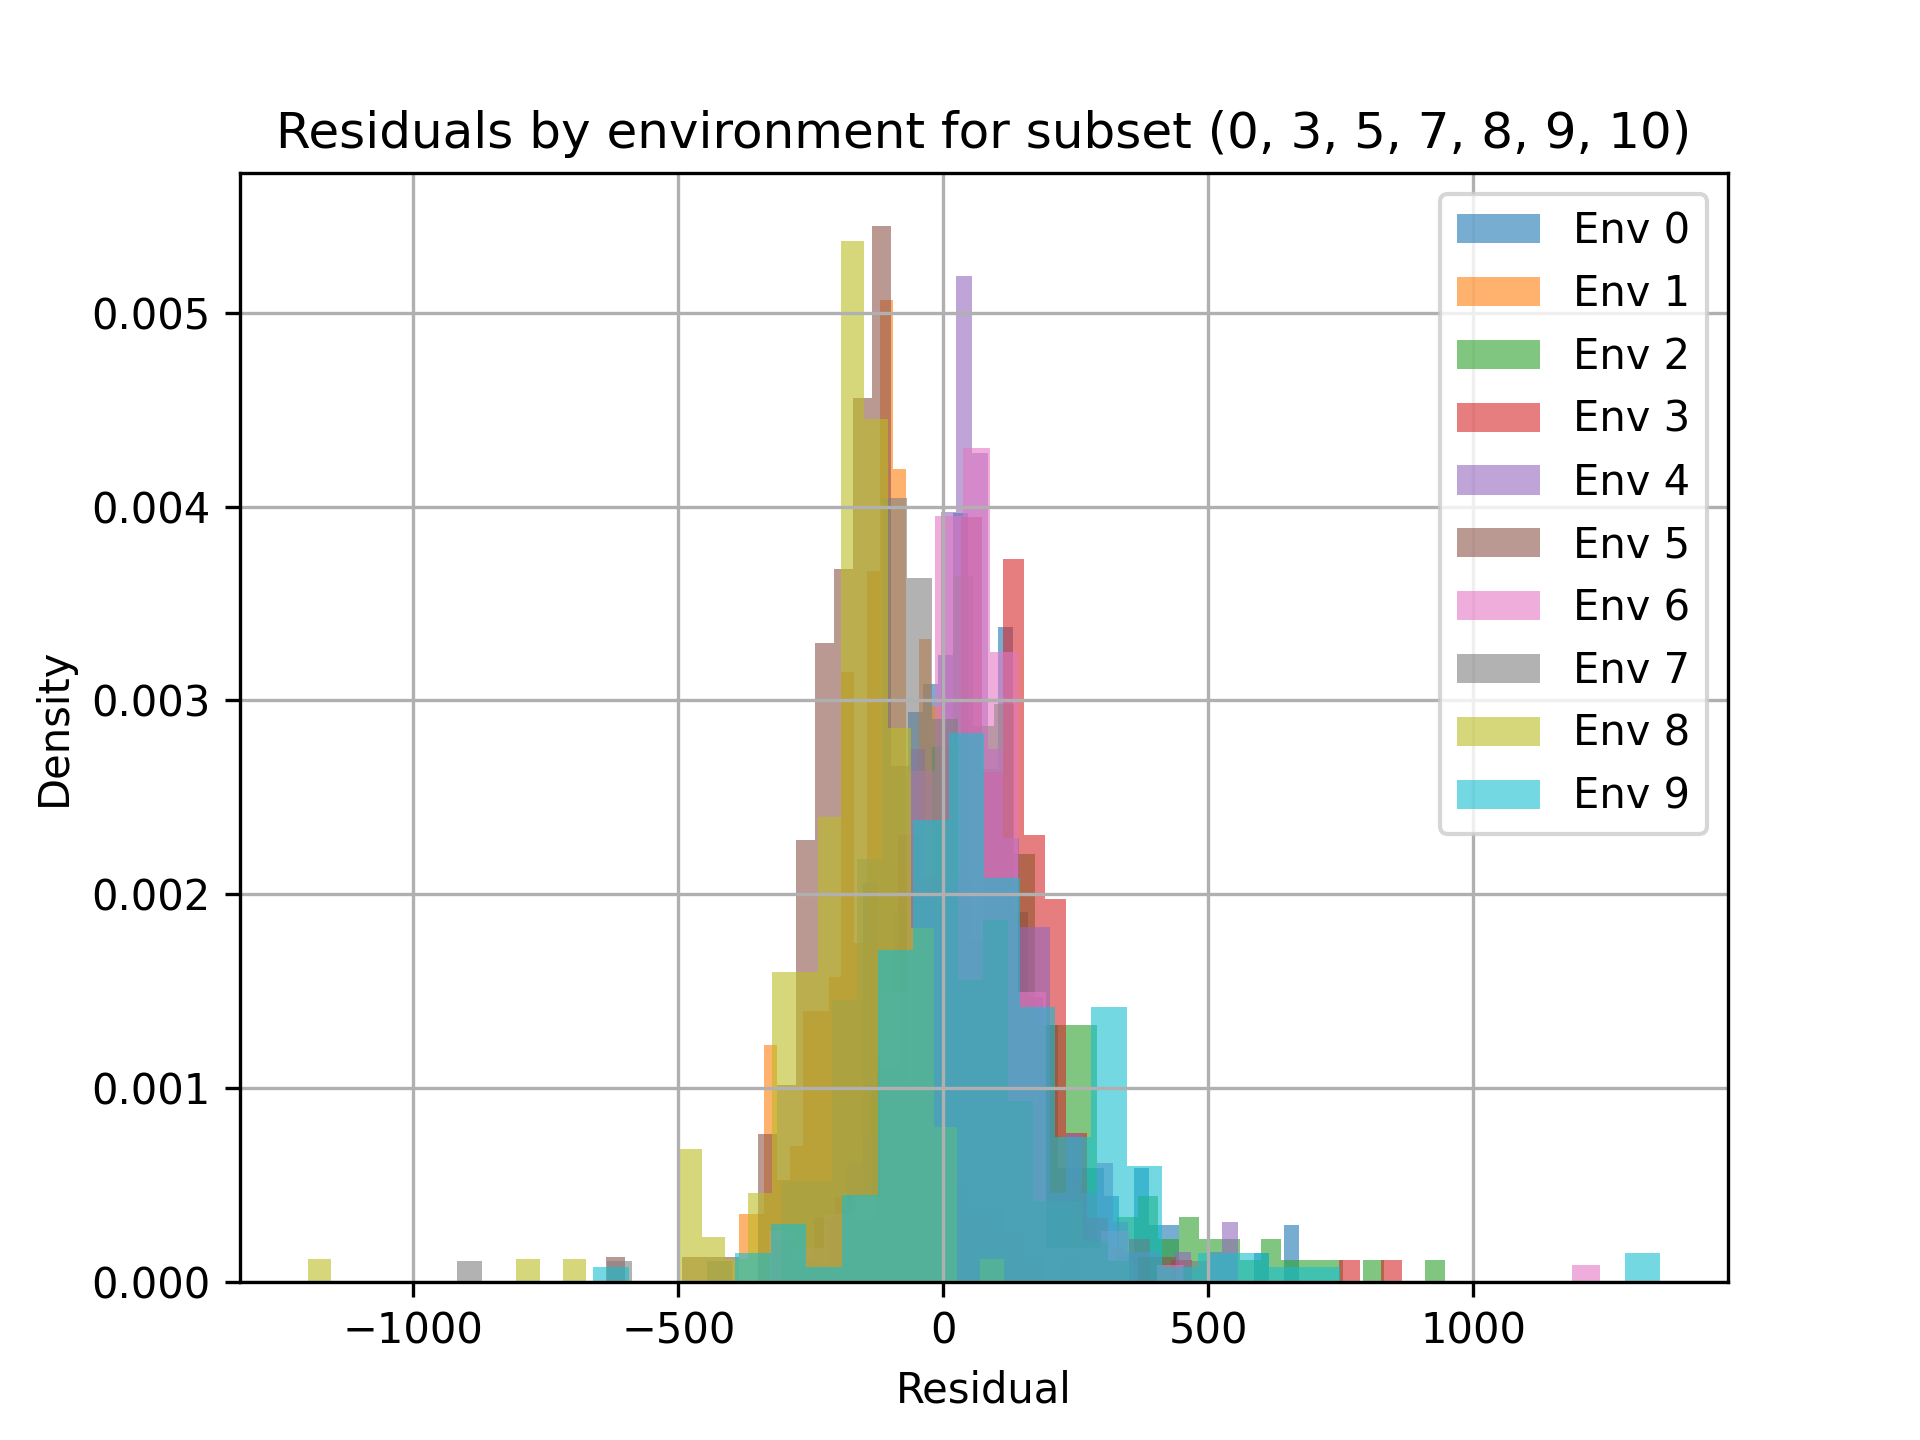 Residuals by environment for subset (0, 3, 5, 7, 8, 9, 10)
Density
0.005
0.004
0.003
0.002
0.001
0.000
−1000
−500
0
500
1000
Residual
Env 0
Env 1
Env 2
Env 3
Env 4
Env 5
Env 6
Env 7
Env 8
Env 9